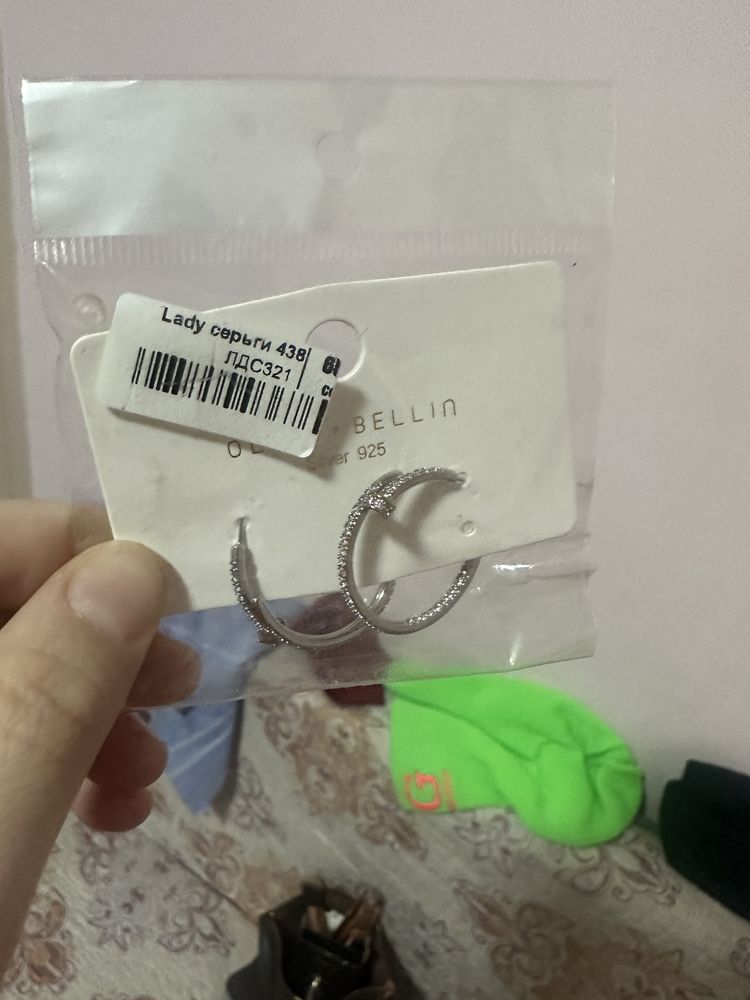 Lady серьги 438
ЛДС321
BELLIN
925
G